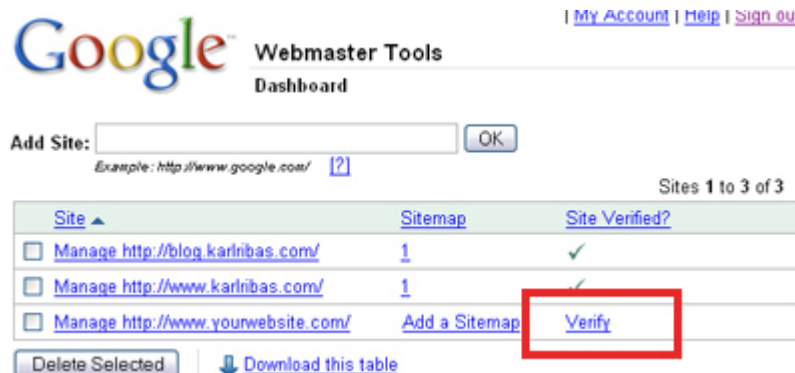 | My Account | Help | Sign ou
Google Webmaster Tools
Dashboard
Add Site: OK
Example: http://www.google.com/ [?]
Sites 1 to 3 of 3
Site Sitemap Site Verified?
Manage http://blog.karlribas.com/ 1 ✓
Manage http://www.karlribas.com/ 1 ✓
Manage http://www.yourwebsite.com/ Add a Sitemap Verify
Delete Selected Download this table